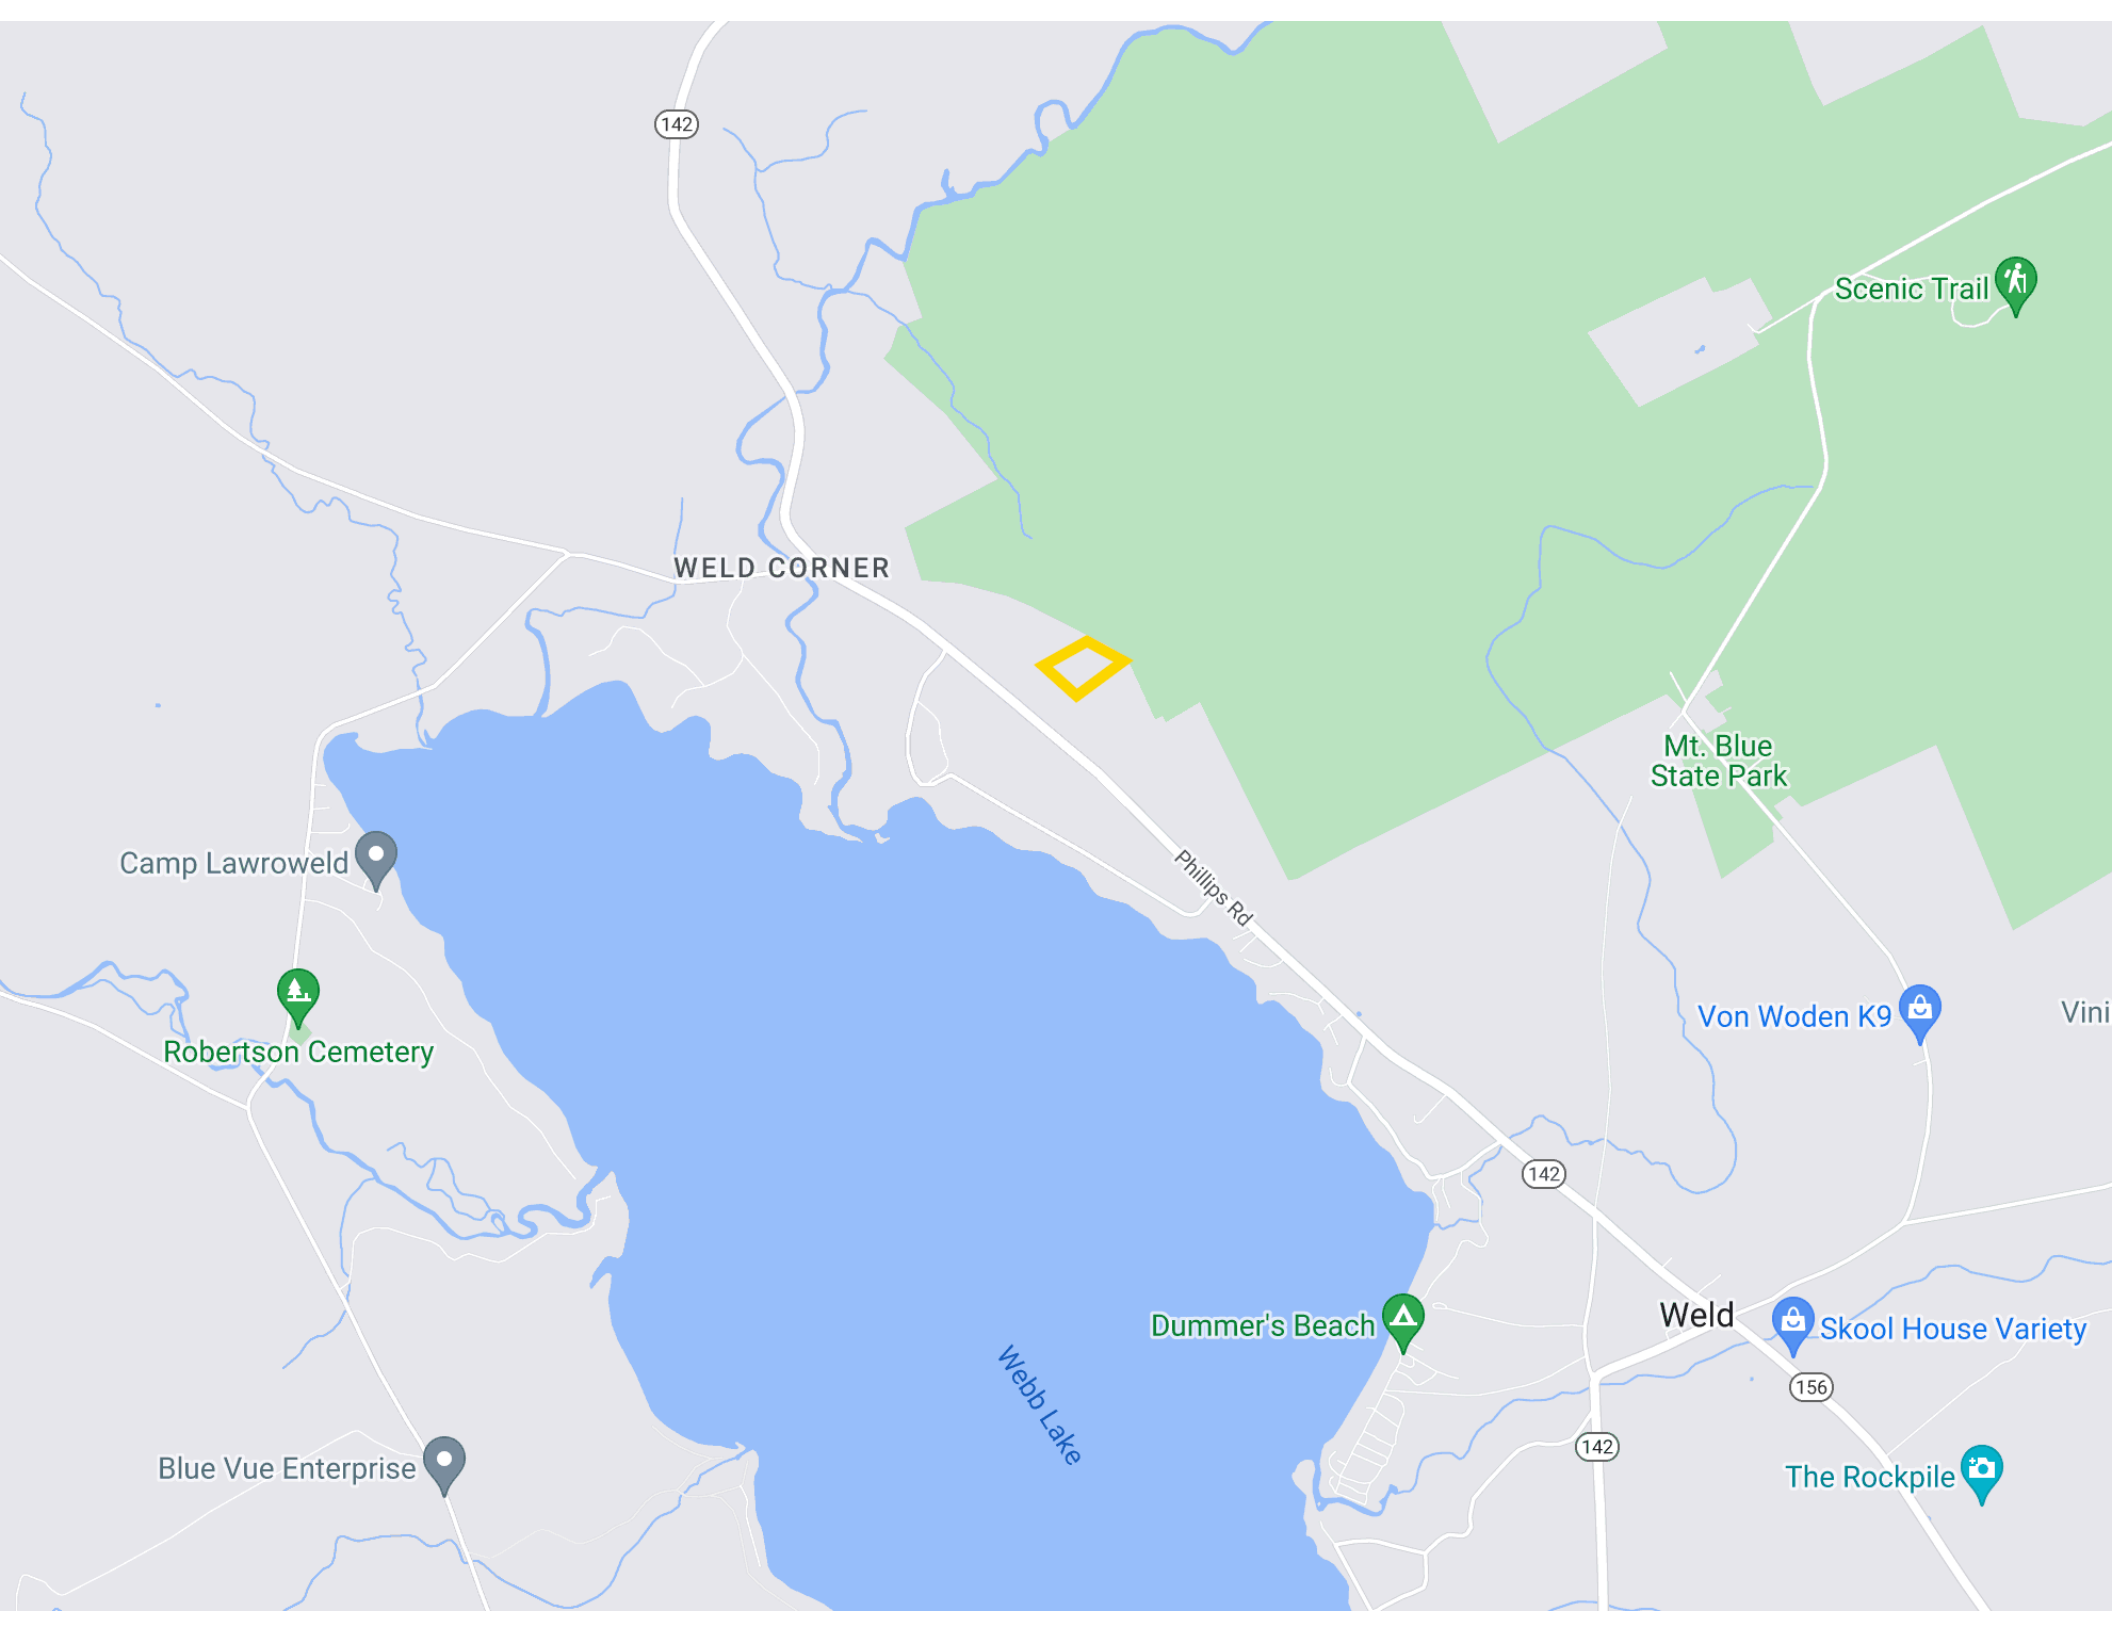 142
Scenic Trail
WELD CORNER
Mt. Blue
State Park
Camp Lawroweld
Phillips Rd
Robertson Cemetery
Von Woden K9
Vini
142
Dummer's Beach
Weld
Skool House Variety
Webb Lake
156
142
Blue Vue Enterprise
The Rockpile